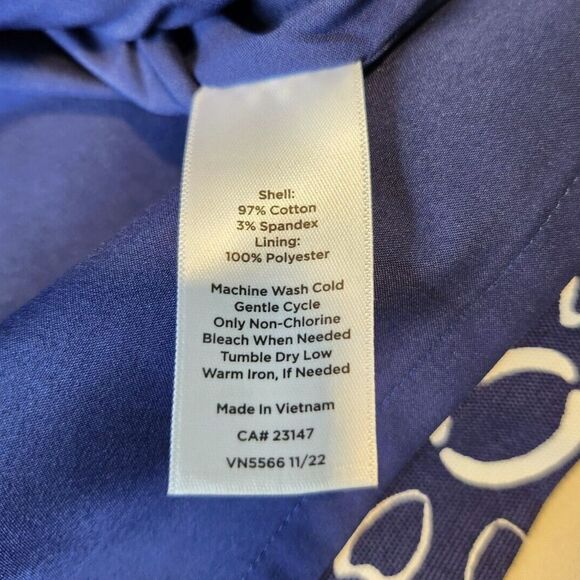 Shell:
97% Cotton
3% Spandex
Lining:
100% Polyester
Machine Wash Cold
Gentle Cycle
Only Non-Chlorine
Bleach When Needed
Tumble Dry Low
Warm Iron, If Needed
Made In Vietnam
CA# 23147
VN5566 11/22